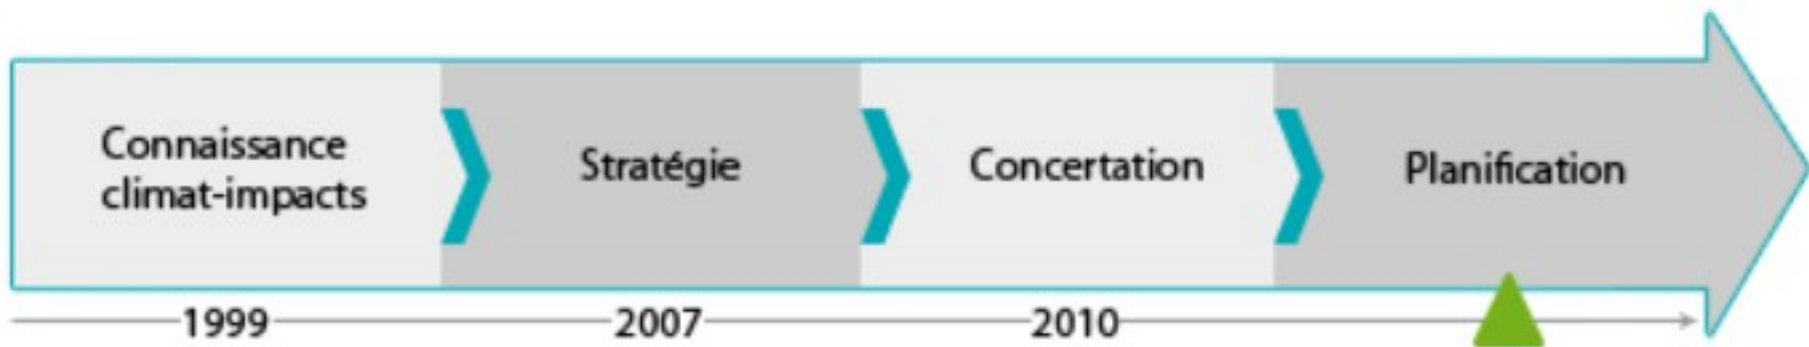 Connaissance
climat-impacts
Stratégie
Concertation
Planification
1999
2007
2010